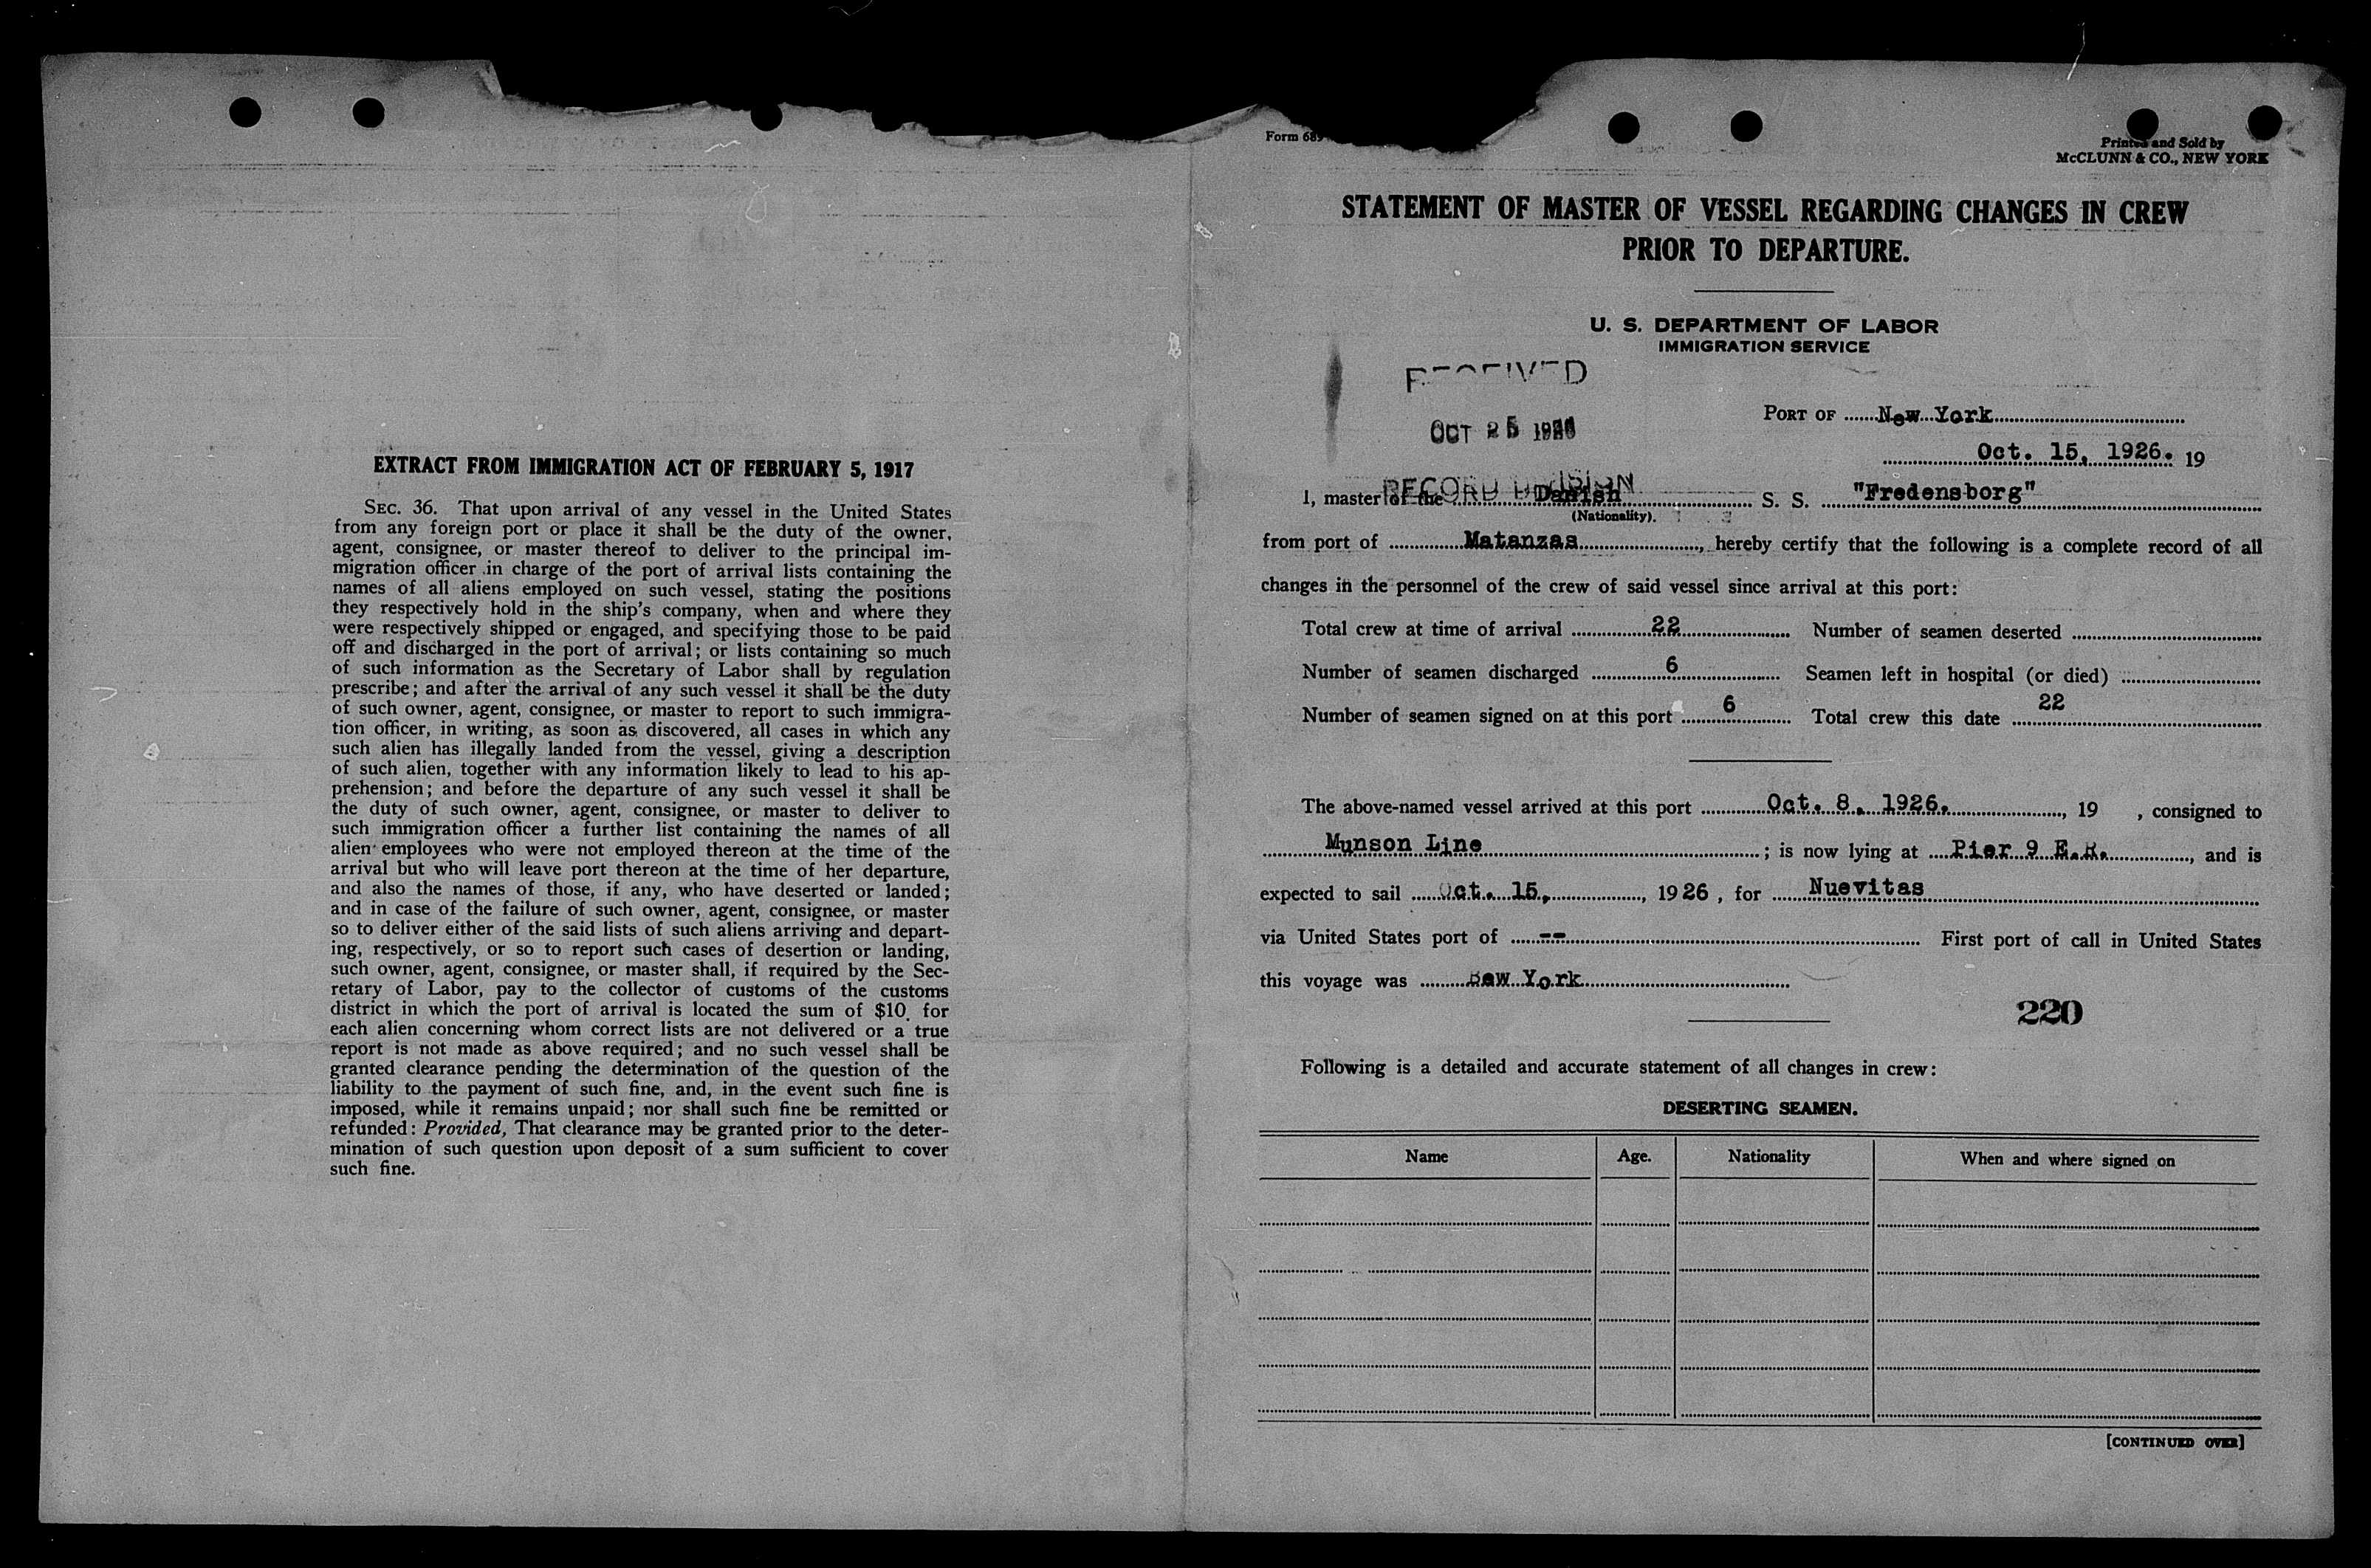 EXTRACT FROM IMMIGRATION ACT OF FEBRUARY 5, 1917
SEC. 36. That upon arrival of any vessel in the United States
from any foreign port or place it shall be the duty of the owner,
agent, consignee, or master thereof to deliver to the principal im-
migration officer in charge of the port of arrival lists containing the
names of all aliens employed on such vessel, stating the positions
they respectively hold in the ship's company, when and where they
were respectively shipped or engaged, and specifying those to be paid
off and discharged in the port of arrival; or lists containing so much
of such information as the Secretary of Labor shall by regulation
prescribe; and after the arrival of any such vessel it shall be the duty
of such owner, agent, consignee, or master to report to such immigra-
tion officer, in writing, as soon as discovered, all cases in which any
such alien has illegally landed from the vessel, giving a description
of such alien, together with any information likely to lead to his ap-
prehension; and before the departure of any such vessel it shall be
the duty of such owner, agent, consignee, or master to deliver to
such immigration officer a further list containing the names of all
alien employees who were not employed thereon at the time of the
arrival but who will leave port thereon at the time of her departure,
and also the names of those, if any, who have deserted or landed;
and in case of the failure of such owner, agent, consignee, or master
so to deliver either of the said lists of such aliens arriving and depart-
ing, respectively, or so to report such cases of desertion or landing,
such owner, agent, consignee, or master shall, if required by the Sec-
retary of Labor, pay to the collector of customs of the customs
district in which the port of arrival is located the sum of $10 for
each alien concerning whom correct lists are not delivered or a true
report is not made as above required; and no such vessel shall be
granted clearance pending the determination of the question of the
liability to the payment of such fine, and, in the event such fine is
imposed, while it remains unpaid; nor shall such fine be remitted or
refunded: Provided, That clearance may be granted prior to the deter-
mination of such question upon deposit of a sum sufficient to cover
such fine.
Form 689
Printed and Sold by
McCLUNN & CO., NEW YORK
STATEMENT OF MASTER OF VESSEL REGARDING CHANGES IN CREW
PRIOR TO DEPARTURE.
U. S. DEPARTMENT OF LABOR
IMMIGRATION SERVICE
RECEIVED
OCT 25 1926
RECORD DIVISION
PORT OF New York
Oct. 15, 1926. 19
I, master of the Danish S. S. "Fredensborg"
(Nationality).
from port of Matanzas, hereby certify that the following is a complete record of all
changes in the personnel of the crew of said vessel since arrival at this port:
Total crew at time of arrival 22 Number of seamen deserted
Number of seamen discharged 6 Seamen left in hospital (or died)
Number of seamen signed on at this port 6 Total crew this date 22
The above-named vessel arrived at this port Oct. 8, 1926., 19 , consigned to
Munson Line; is now lying at Pier 9 E.R., and is
expected to sail Oct. 15,, 1926, for Nuevitas
via United States port of -- First port of call in United States
this voyage was Bew York
220
Following is a detailed and accurate statement of all changes in crew:
DESERTING SEAMEN.
Name Age. Nationality When and where signed on
[CONTINUED OVER]